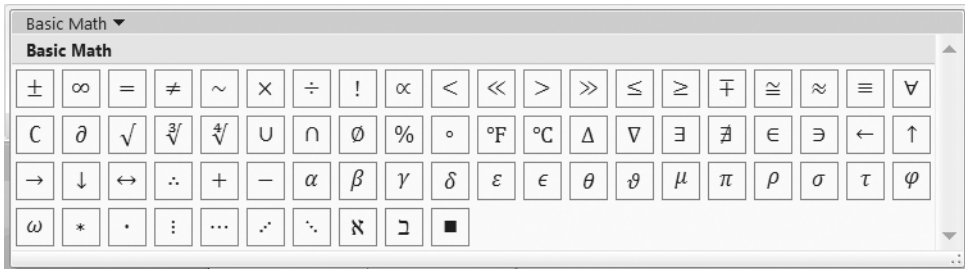 Basic Math
Basic Math
± ∞ = ≠ ~ × ÷ ! ∝ < ≪ > ≫ ≤ ≥ ∓ ≅ ≈ ≡ ∀
∁ ∂ √ ∛ ∜ ∪ ∩ ∅ % ° °F °C ∆ ∇ ∃ ∄ ∈ ∋ ← ↑
→ ↓ ↔ ∴ + − α β γ δ ε ϵ θ ϑ μ π ρ σ τ φ
ω * ∙ ⋮ ⋯ ⋰ ⋱ ℵ ℶ ∎